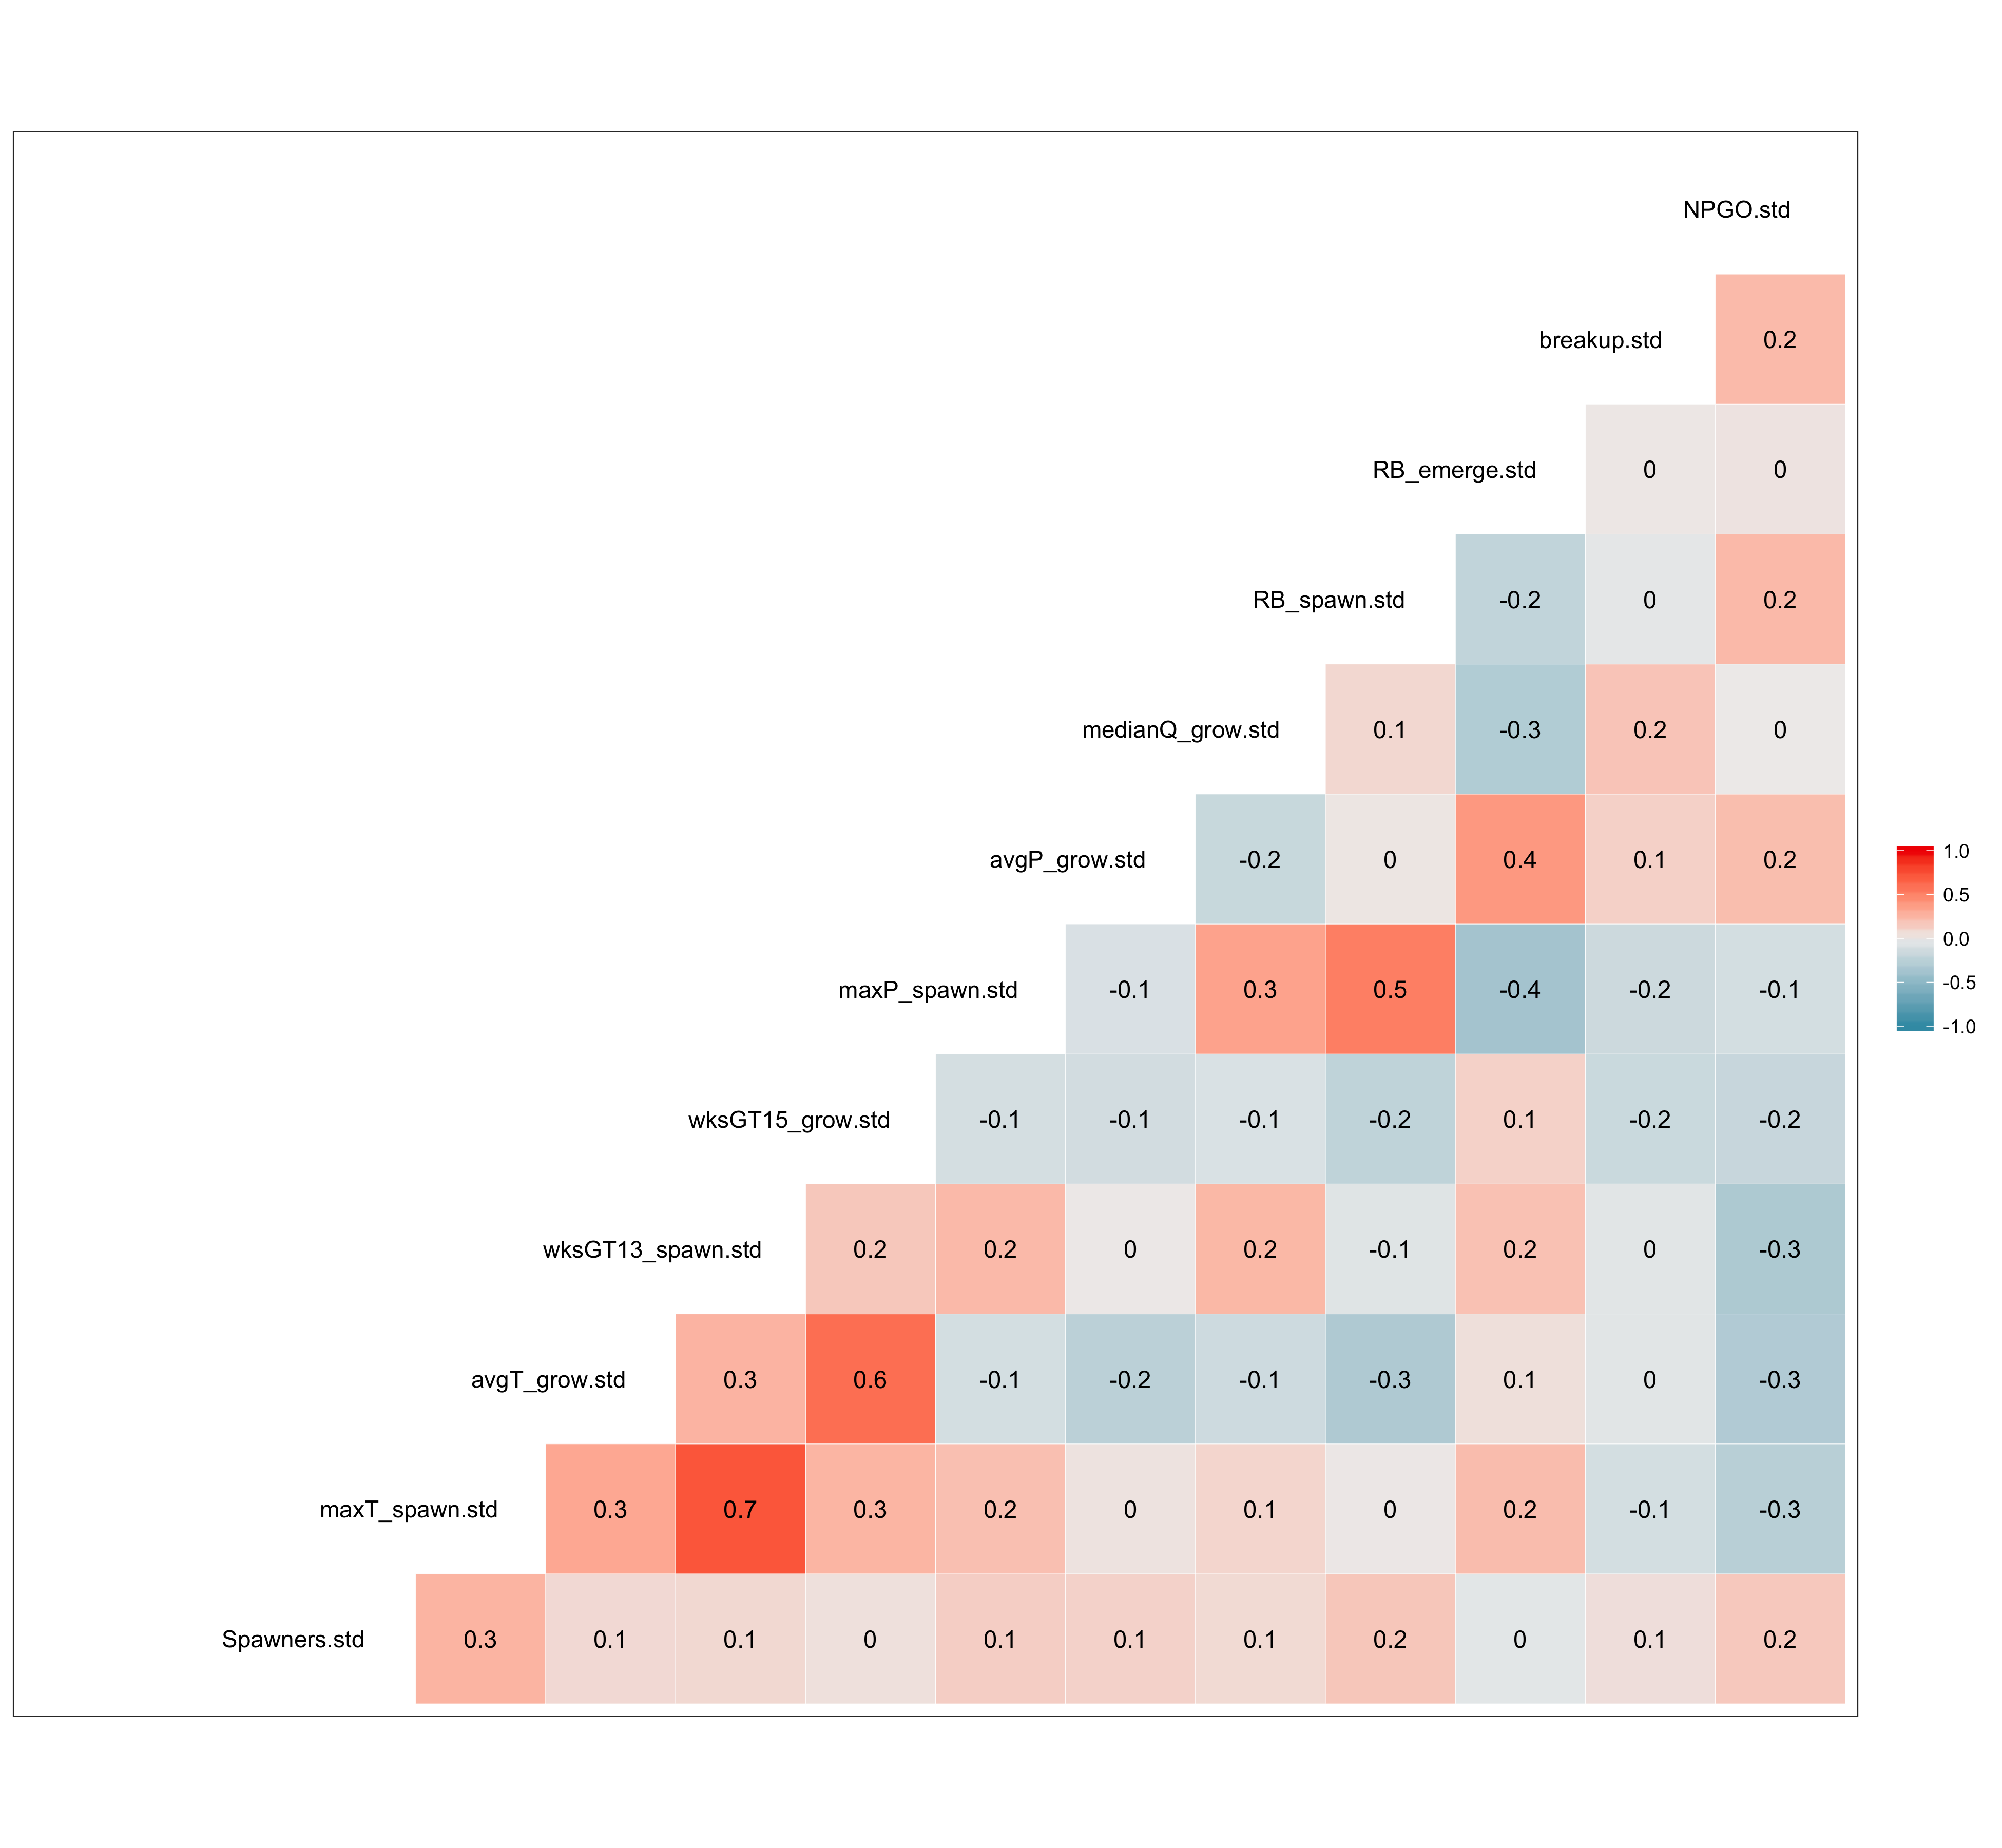 NPGO.std
breakup.std 0.2
RB_emerge.std 0 0
RB_spawn.std -0.2 0 0.2
medianQ_grow.std 0.1 -0.3 0.2 0
avgP_grow.std -0.2 0 0.4 0.1 0.2
maxP_spawn.std -0.1 0.3 0.5 -0.4 -0.2 -0.1
wksGT15_grow.std -0.1 -0.1 -0.1 -0.2 0.1 -0.2 -0.2
wksGT13_spawn.std 0.2 0.2 0 0.2 -0.1 0.2 0 -0.3
avgT_grow.std 0.3 0.6 -0.1 -0.2 -0.1 -0.3 0.1 0 -0.3
maxT_spawn.std 0.3 0.7 0.3 0.2 0 0.1 0 0.2 -0.1 -0.3
Spawners.std 0.3 0.1 0.1 0 0.1 0.1 0.1 0.2 0 0.1 0.2
1.0
0.5
0.0
-0.5
-1.0